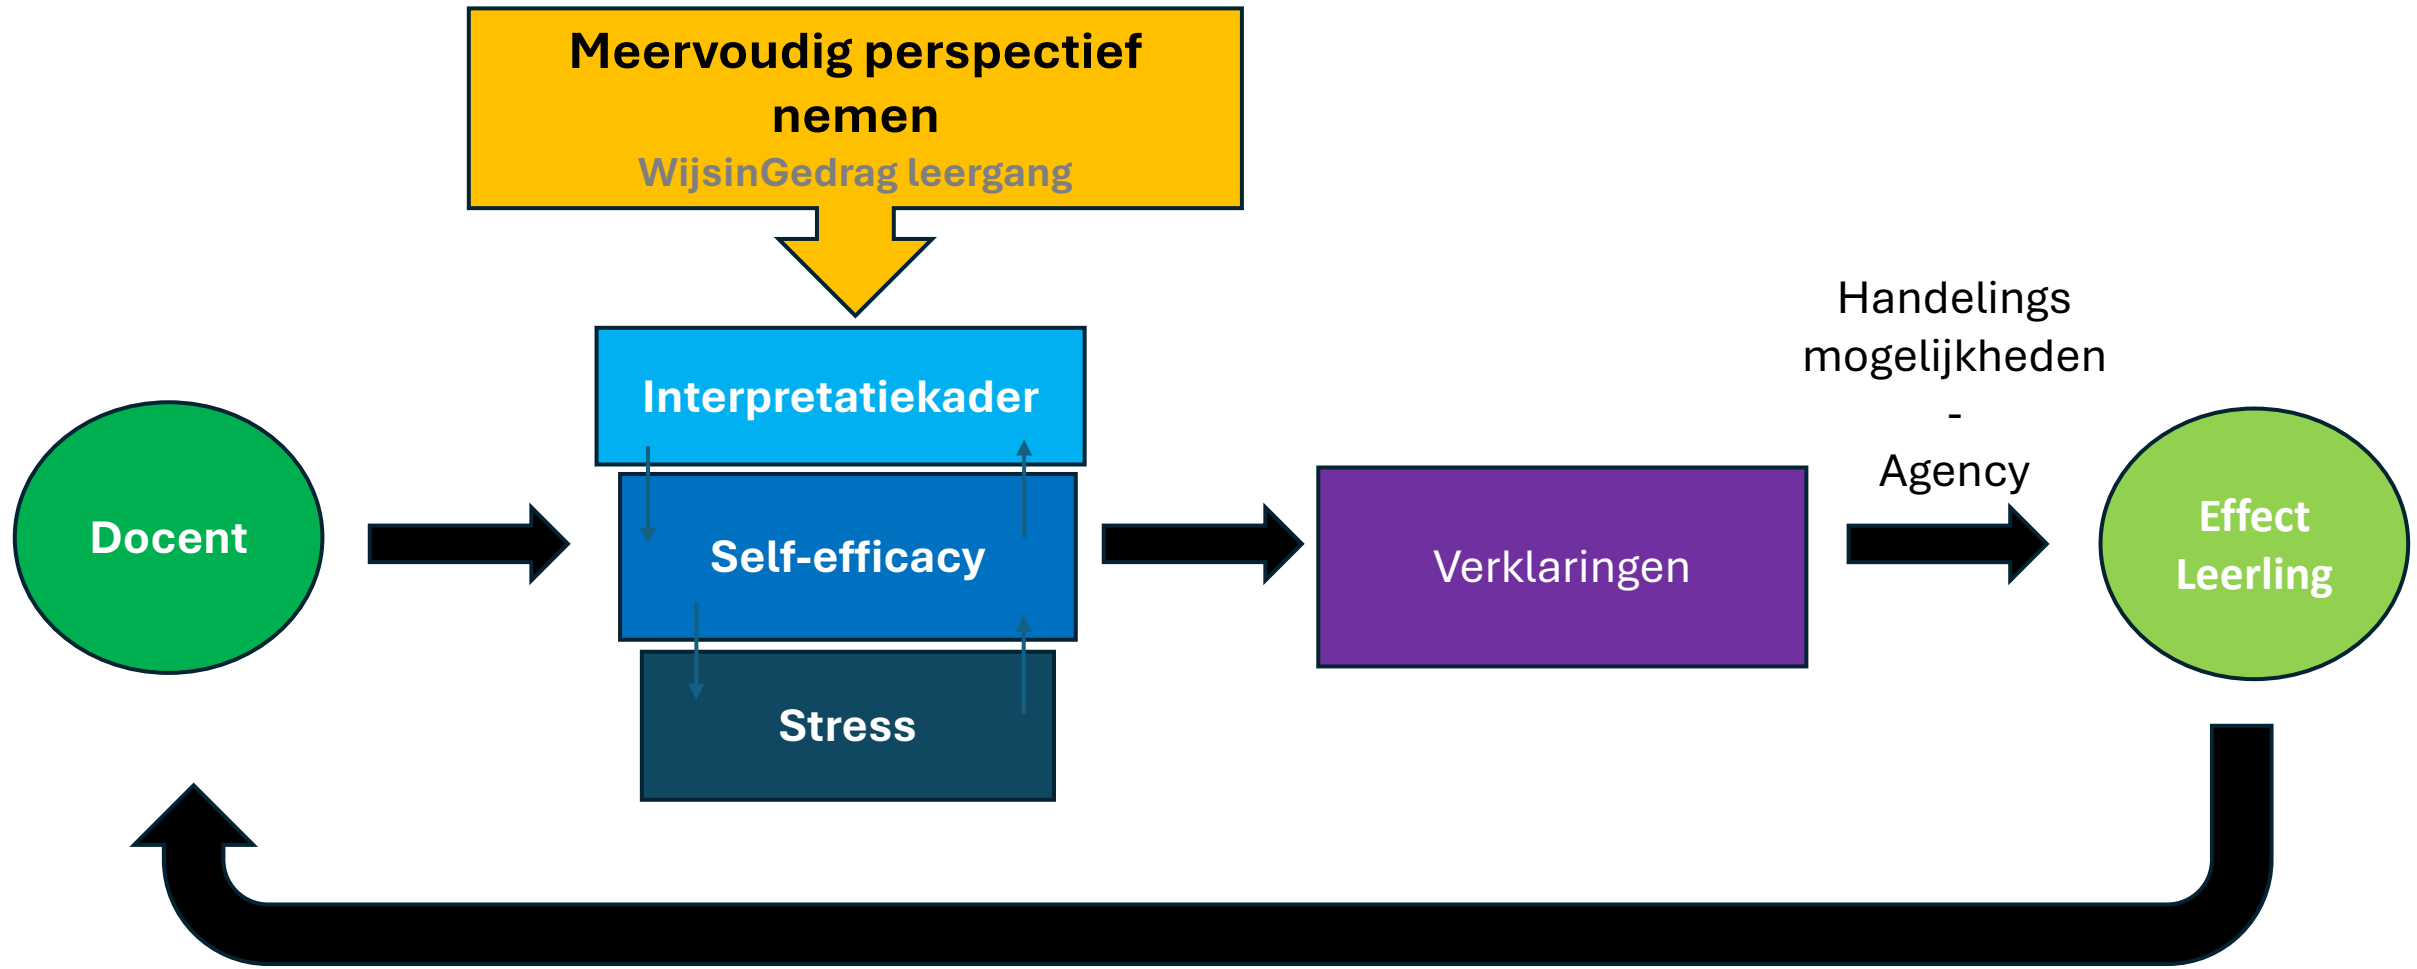 Meervoudig perspectief
nemen
WijsinGedrag leergang
Handelings
mogelijkheden
-
Agency
Interpretatiekader
Docent
Self-efficacy
Verklaringen
Effect
Leerling
Stress